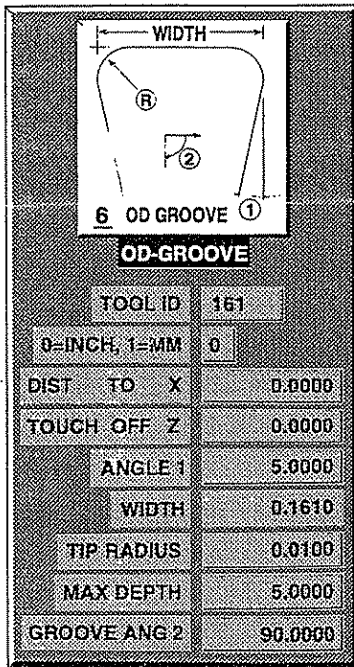 WIDTH
R
2
6 OD GROOVE 1
OD-GROOVE
TOOL ID 161
0=INCH, 1=MM 0
DIST TO X 0.0000
TOUCH OFF Z 0.0000
ANGLE 1 5.0000
WIDTH 0.1610
TIP RADIUS 0.0100
MAX DEPTH 5.0000
GROOVE ANG 2 90.0000